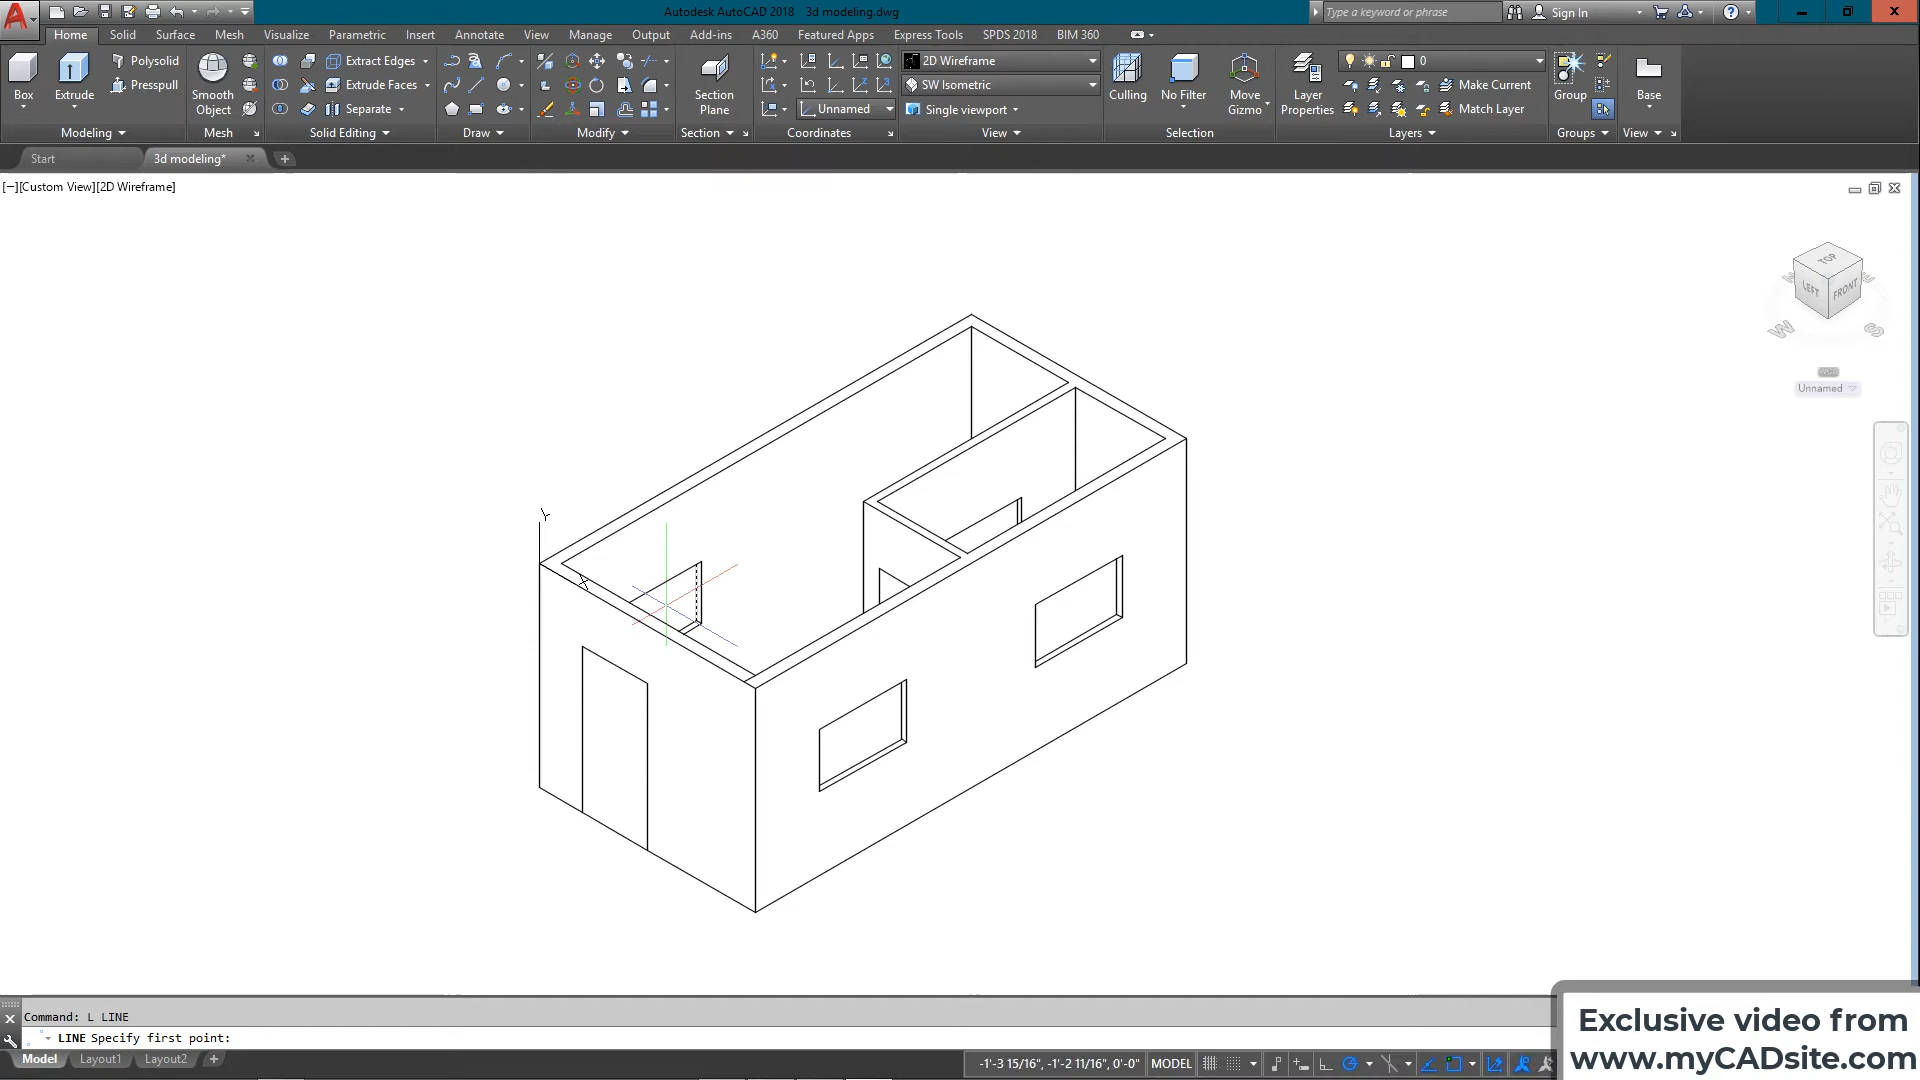 Autodesk AutoCAD 2018 3d modeling.dwg
Type a keyword or phrase
Sign In
Home Solid Surface Mesh Visualize Parametric Insert Annotate View Manage Output Add-ins A360 Featured Apps Express Tools SPDS 2018 BIM 360
Polysolid
Presspull
Box
Extrude
Smooth Object
Extract Edges
Extrude Faces
Separate
Section Plane
Unnamed
2D Wireframe
SW Isometric
Single viewport
Culling
No Filter
Move Gizmo
Layer Properties
0
Make Current
Match Layer
Group
Base
Modeling
Mesh
Solid Editing
Draw
Modify
Section
Coordinates
View
Selection
Layers
Groups
View
Start
3d modeling*
[−][Custom View][2D Wireframe]
TOP
LEFT
FRONT
W
S
WCS
Unnamed
Y
Command: L LINE
LINE Specify first point:
Model Layout1 Layout2
-1'-3 15/16", -1'-2 11/16", 0'-0" MODEL
Exclusive video from
www.myCADsite.com